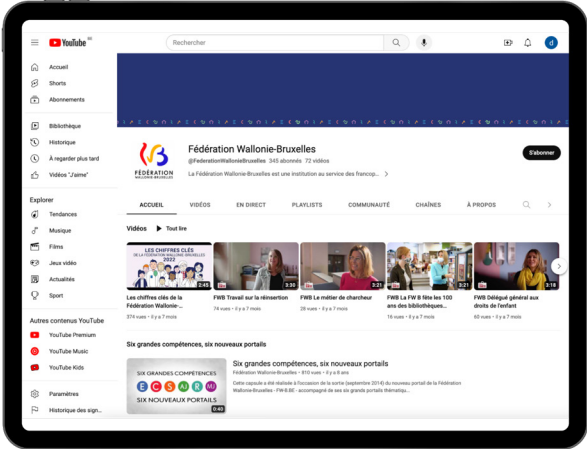 YouTube BE
Rechercher
d
Accueil
Shorts
Abonnements
Bibliothèque
Historique
À regarder plus tard
Vidéos "J'aime"
Explorer
Tendances
Musique
Films
Jeux vidéo
Actualités
Sport
Autres contenus YouTube
YouTube Premium
YouTube Music
YouTube Kids
Paramètres
Historique des sign...
FÉDÉRATION
WALLONIE-BRUXELLES
Fédération Wallonie-Bruxelles
@FederationWallonieBruxelles 345 abonnés 72 vidéos
La Fédération Wallonie-Bruxelles est une institution au service des francop...
S'abonner
ACCUEIL VIDÉOS EN DIRECT PLAYLISTS COMMUNAUTÉ CHAÎNES À PROPOS
Vidéos Tout lire
LES CHIFFRES CLÉS
DE LA FÉDÉRATION WALLONIE-BRUXELLES
2022
2:45
Les chiffres clés de la
Fédération Wallonie-...
374 vues • il y a 7 mois
3:30
FWB Travail sur la réinsertion
74 vues • il y a 7 mois
3:21
FWB Le métier de charcheur
28 vues • il y a 7 mois
3:21
FWB La FW B fête les 100
ans des bibliothèques...
16 vues • il y a 7 mois
3:18
FWB Délégué général aux
droits de l'enfant
60 vues • il y a 7 mois
Six grandes compétences, six nouveaux portails
SIX GRANDES COMPÉTENCES
E C S AJ R MJ
SIX NOUVEAUX PORTAILS
0:43
Six grandes compétences, six nouveaux portails
Fédération Wallonie-Bruxelles • 810 vues • il y a 8 ans
Cette capsule a été réalisée à l'occasion de la sortie (septembre 2014) du nouveau portail de la Fédération
Wallonie-Bruxelles - FW-B.BE - accompagné de ses six grands portails thématiqu...